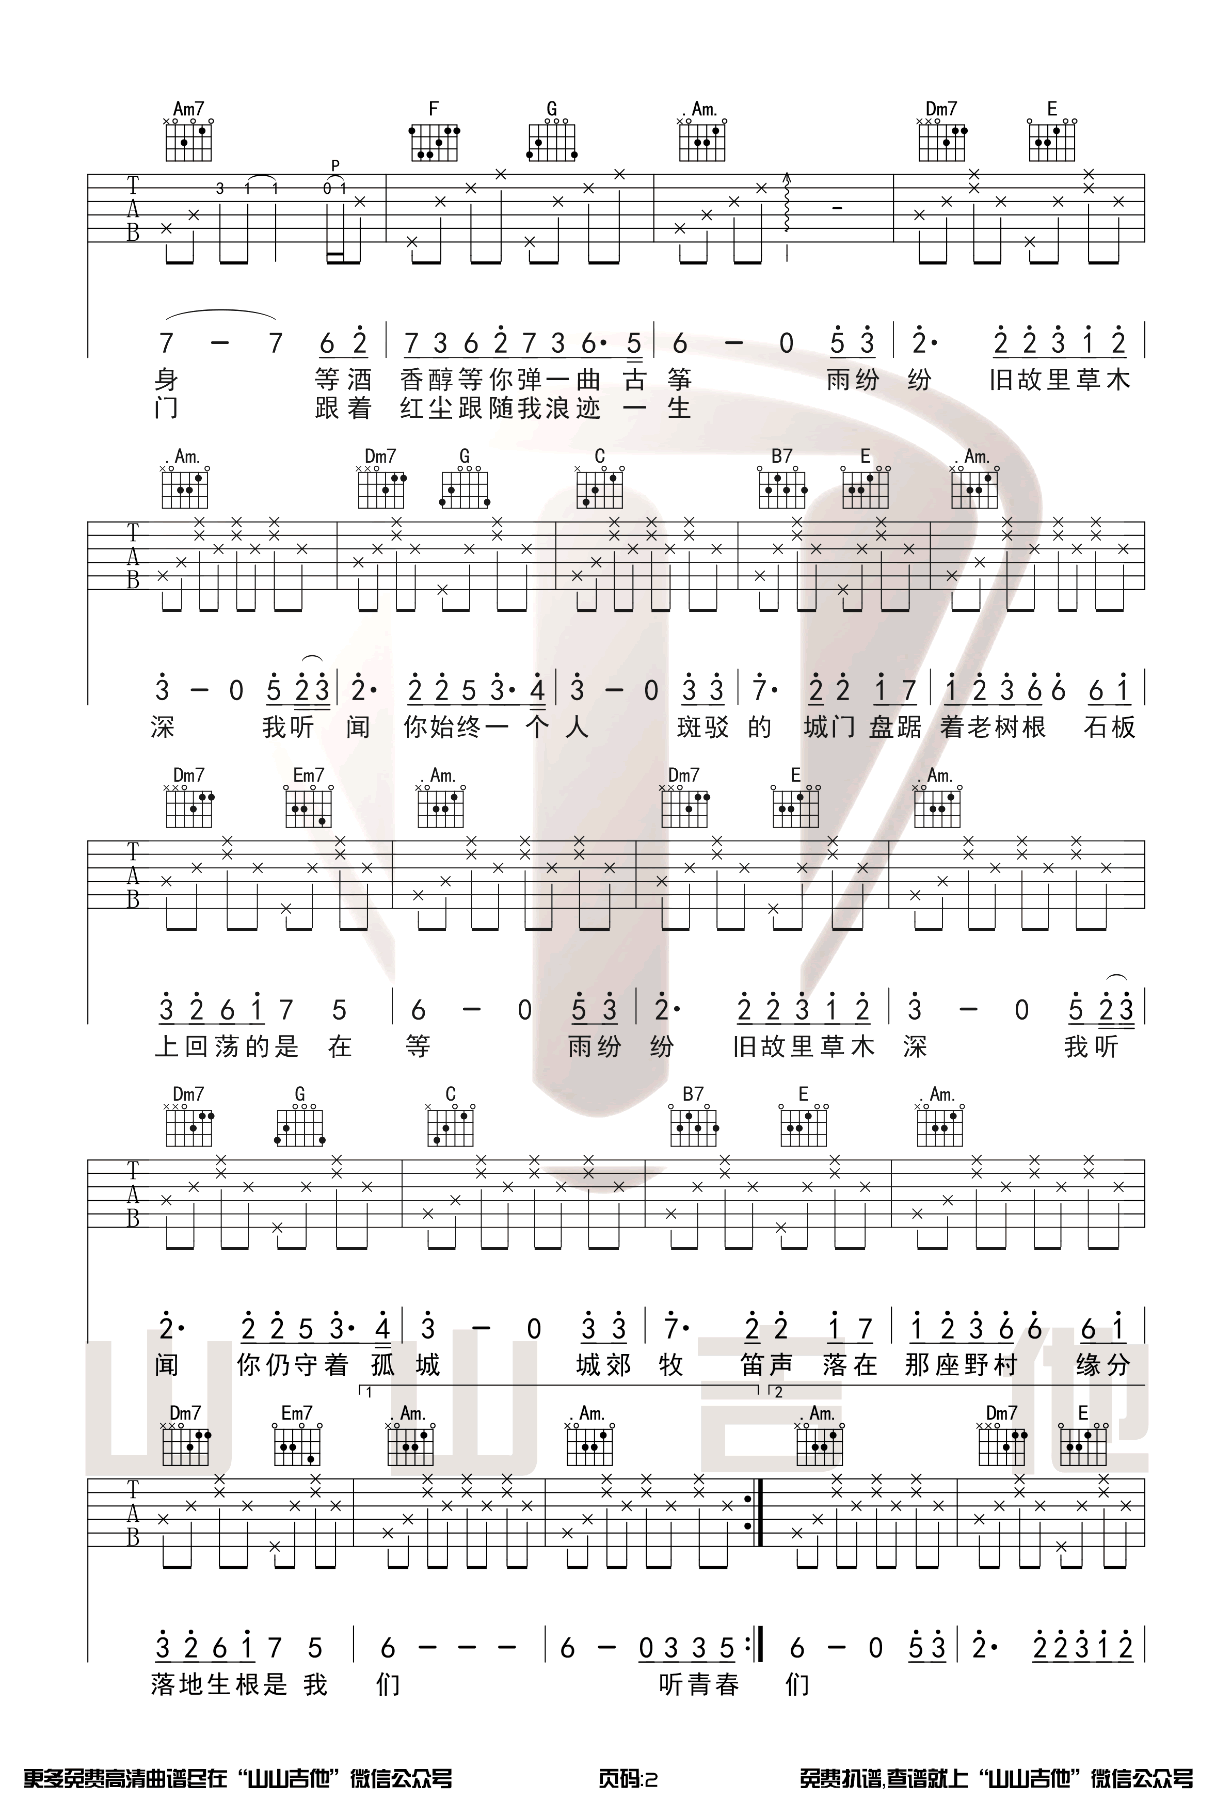 Am7 F G .Am. Dm7 E
P
T 3 1 1 0 1
A
B
7 — 7 6 2 | 7 3 6 2 7 3 6· 5 | 6 — 0 5 3 | 2· 2 2 3 1 2 |
身 等酒 香醇等你弹一曲古 筝 雨纷 纷 旧故里草木
门 跟着 红尘跟随我浪迹一 生
.Am. Dm7 G C B7 E .Am.
T
A
B
3 — 0 5 2 3 | 2· 2 2 5 3· 4 | 3 — 0 3 3 | 7· 2 2 1 7 | 1 2 3 6 6 6 1 |
深 我听 闻 你始终一 个 人 斑驳 的 城门 盘踞 着老树根 石板
Dm7 Em7 .Am. Dm7 E .Am.
T
A
B
3 2 6 1 7 5 | 6 — 0 5 3 | 2· 2 2 3 1 2 | 3 — 0 5 2 3 |
上回荡的是 在 等 雨纷 纷 旧故里草木 深 我听
Dm7 G C B7 E .Am.
T
A
B
2· 2 2 5 3· 4 | 3 — 0 3 3 | 7· 2 2 1 7 | 1 2 3 6 6 6 1 |
闻 你仍守着 孤 城 城郊 牧 笛声 落在 那座野村 缘分
山山吉他
1 2
Dm7 Em7 .Am. .Am. .Am. Dm7 E
T
A
B
3 2 6 1 7 5 | 6 — — — | 6 — 0 3 3 5 :| 6 — 0 5 3 | 2· 2 2 3 1 2 |
落地生根是 我 们 听青春 们
更多免费高清曲谱尽在“山山吉他”微信公众号 页码:2 免费扒谱,查谱就上“山山吉他”微信公众号